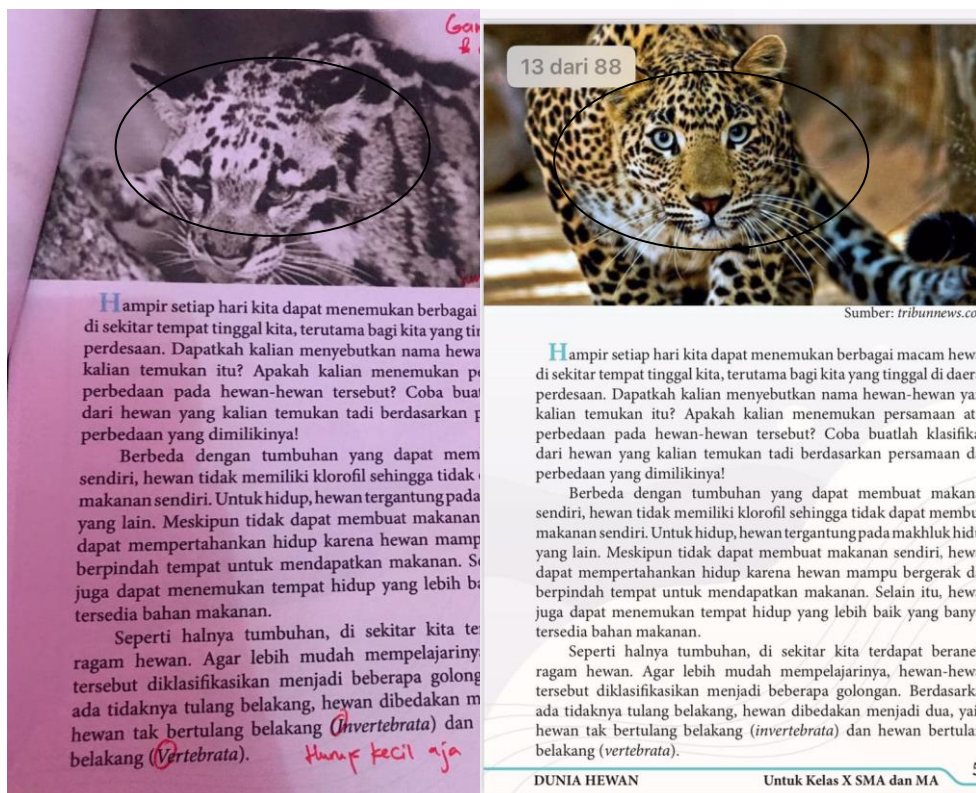 Hampir setiap hari kita dapat menemukan berbagai
di sekitar tempat tinggal kita, terutama bagi kita yang
perdesaan. Dapatkah kalian menyebutkan nama
kalian temukan itu? Apakah kalian menemukan
perbedaan pada hewan-hewan tersebut? Coba
dari hewan yang kalian temukan tadi berdasarkan
perbedaan yang dimilikinya!
Berbeda dengan tumbuhan yang dapat
sendiri, hewan tidak memiliki klorofil sehingga tidak
makanan sendiri. Untuk hidup, hewan tergantung pada
yang lain. Meskipun tidak dapat membuat makanan
dapat mempertahankan hidup karena hewan
berpindah tempat untuk mendapatkan makanan.
juga dapat menemukan tempat hidup yang lebih
tersedia bahan makanan.
Seperti halnya tumbuhan, di sekitar kita
ragam hewan. Agar lebih mudah
tersebut diklasifikasikan menjadi beberapa
ada tidaknya tulang belakang, hewan dibedakan
hewan tak bertulang belakang (Invertebrata) dan
belakang (Vertebrata).
Huruf kecil aja
13 dari 88
Sumber: tribunnews.co
Hampir setiap hari kita dapat menemukan berbagai macam hew
di sekitar tempat tinggal kita, terutama bagi kita yang tinggal di daer
perdesaan. Dapatkah kalian menyebutkan nama hewan-hewan ya
kalian temukan itu? Apakah kalian menemukan persamaan at
perbedaan pada hewan-hewan tersebut? Coba buatlah klasifika
dari hewan yang kalian temukan tadi berdasarkan persamaan d
perbedaan yang dimilikinya!
Berbeda dengan tumbuhan yang dapat membuat makan
sendiri, hewan tidak memiliki klorofil sehingga tidak dapat membu
makanan sendiri. Untuk hidup, hewan tergantung pada makhluk hid
yang lain. Meskipun tidak dapat membuat makanan sendiri, hew
dapat mempertahankan hidup karena hewan mampu bergerak d
berpindah tempat untuk mendapatkan makanan. Selain itu, hew
juga dapat menemukan tempat hidup yang lebih baik yang bany
tersedia bahan makanan.
Seperti halnya tumbuhan, di sekitar kita terdapat berane
ragam hewan. Agar lebih mudah mempelajarinya, hewan-hew
tersebut diklasifikasikan menjadi beberapa golongan. Berdasark
ada tidaknya tulang belakang, hewan dibedakan menjadi dua, yai
hewan tak bertulang belakang (invertebrata) dan hewan bertula
belakang (vertebrata).
DUNIA HEWAN
Untuk Kelas X SMA dan MA